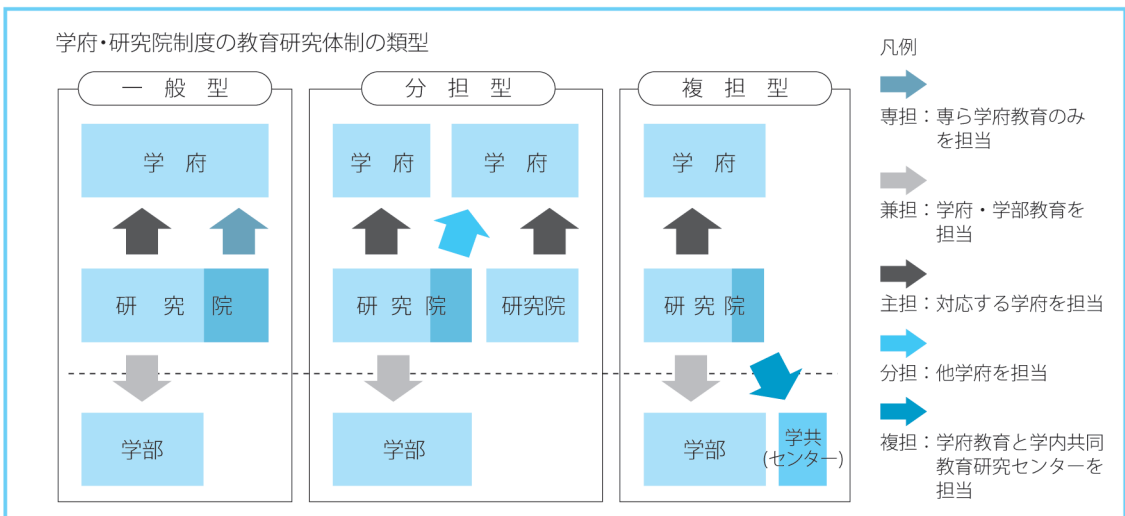 学府・研究院制度の教育研究体制の類型
一般型
学府
研究院
学部
分担型
学府
学府
研究院
研究院
学部
複担型
学府
研究院
学部
学共
(センター)
凡例
専担：専ら学府教育のみ
を担当
兼担：学府・学部教育を
担当
主担：対応する学府を担当
分担：他学府を担当
複担：学府教育と学内共同
教育研究センターを
担当